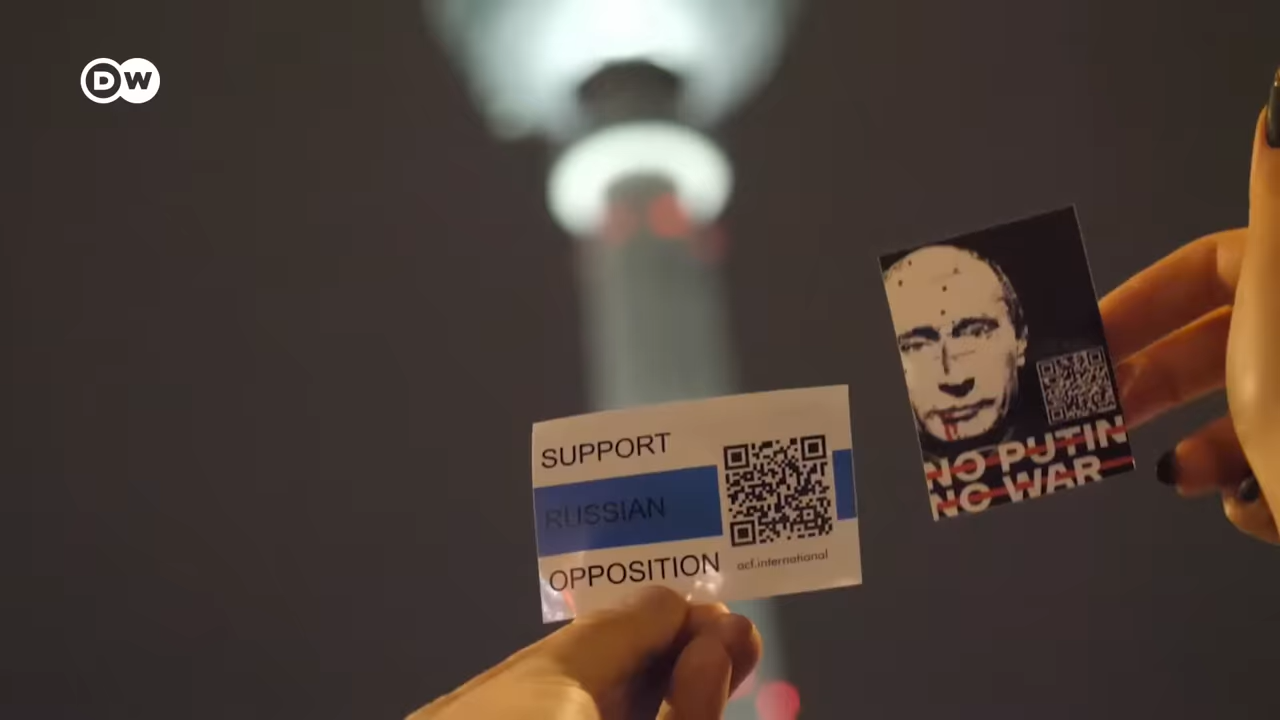 DW
SUPPORT
RUSSIAN
OPPOSITION
acf.international
NO PUTIN
NO WAR